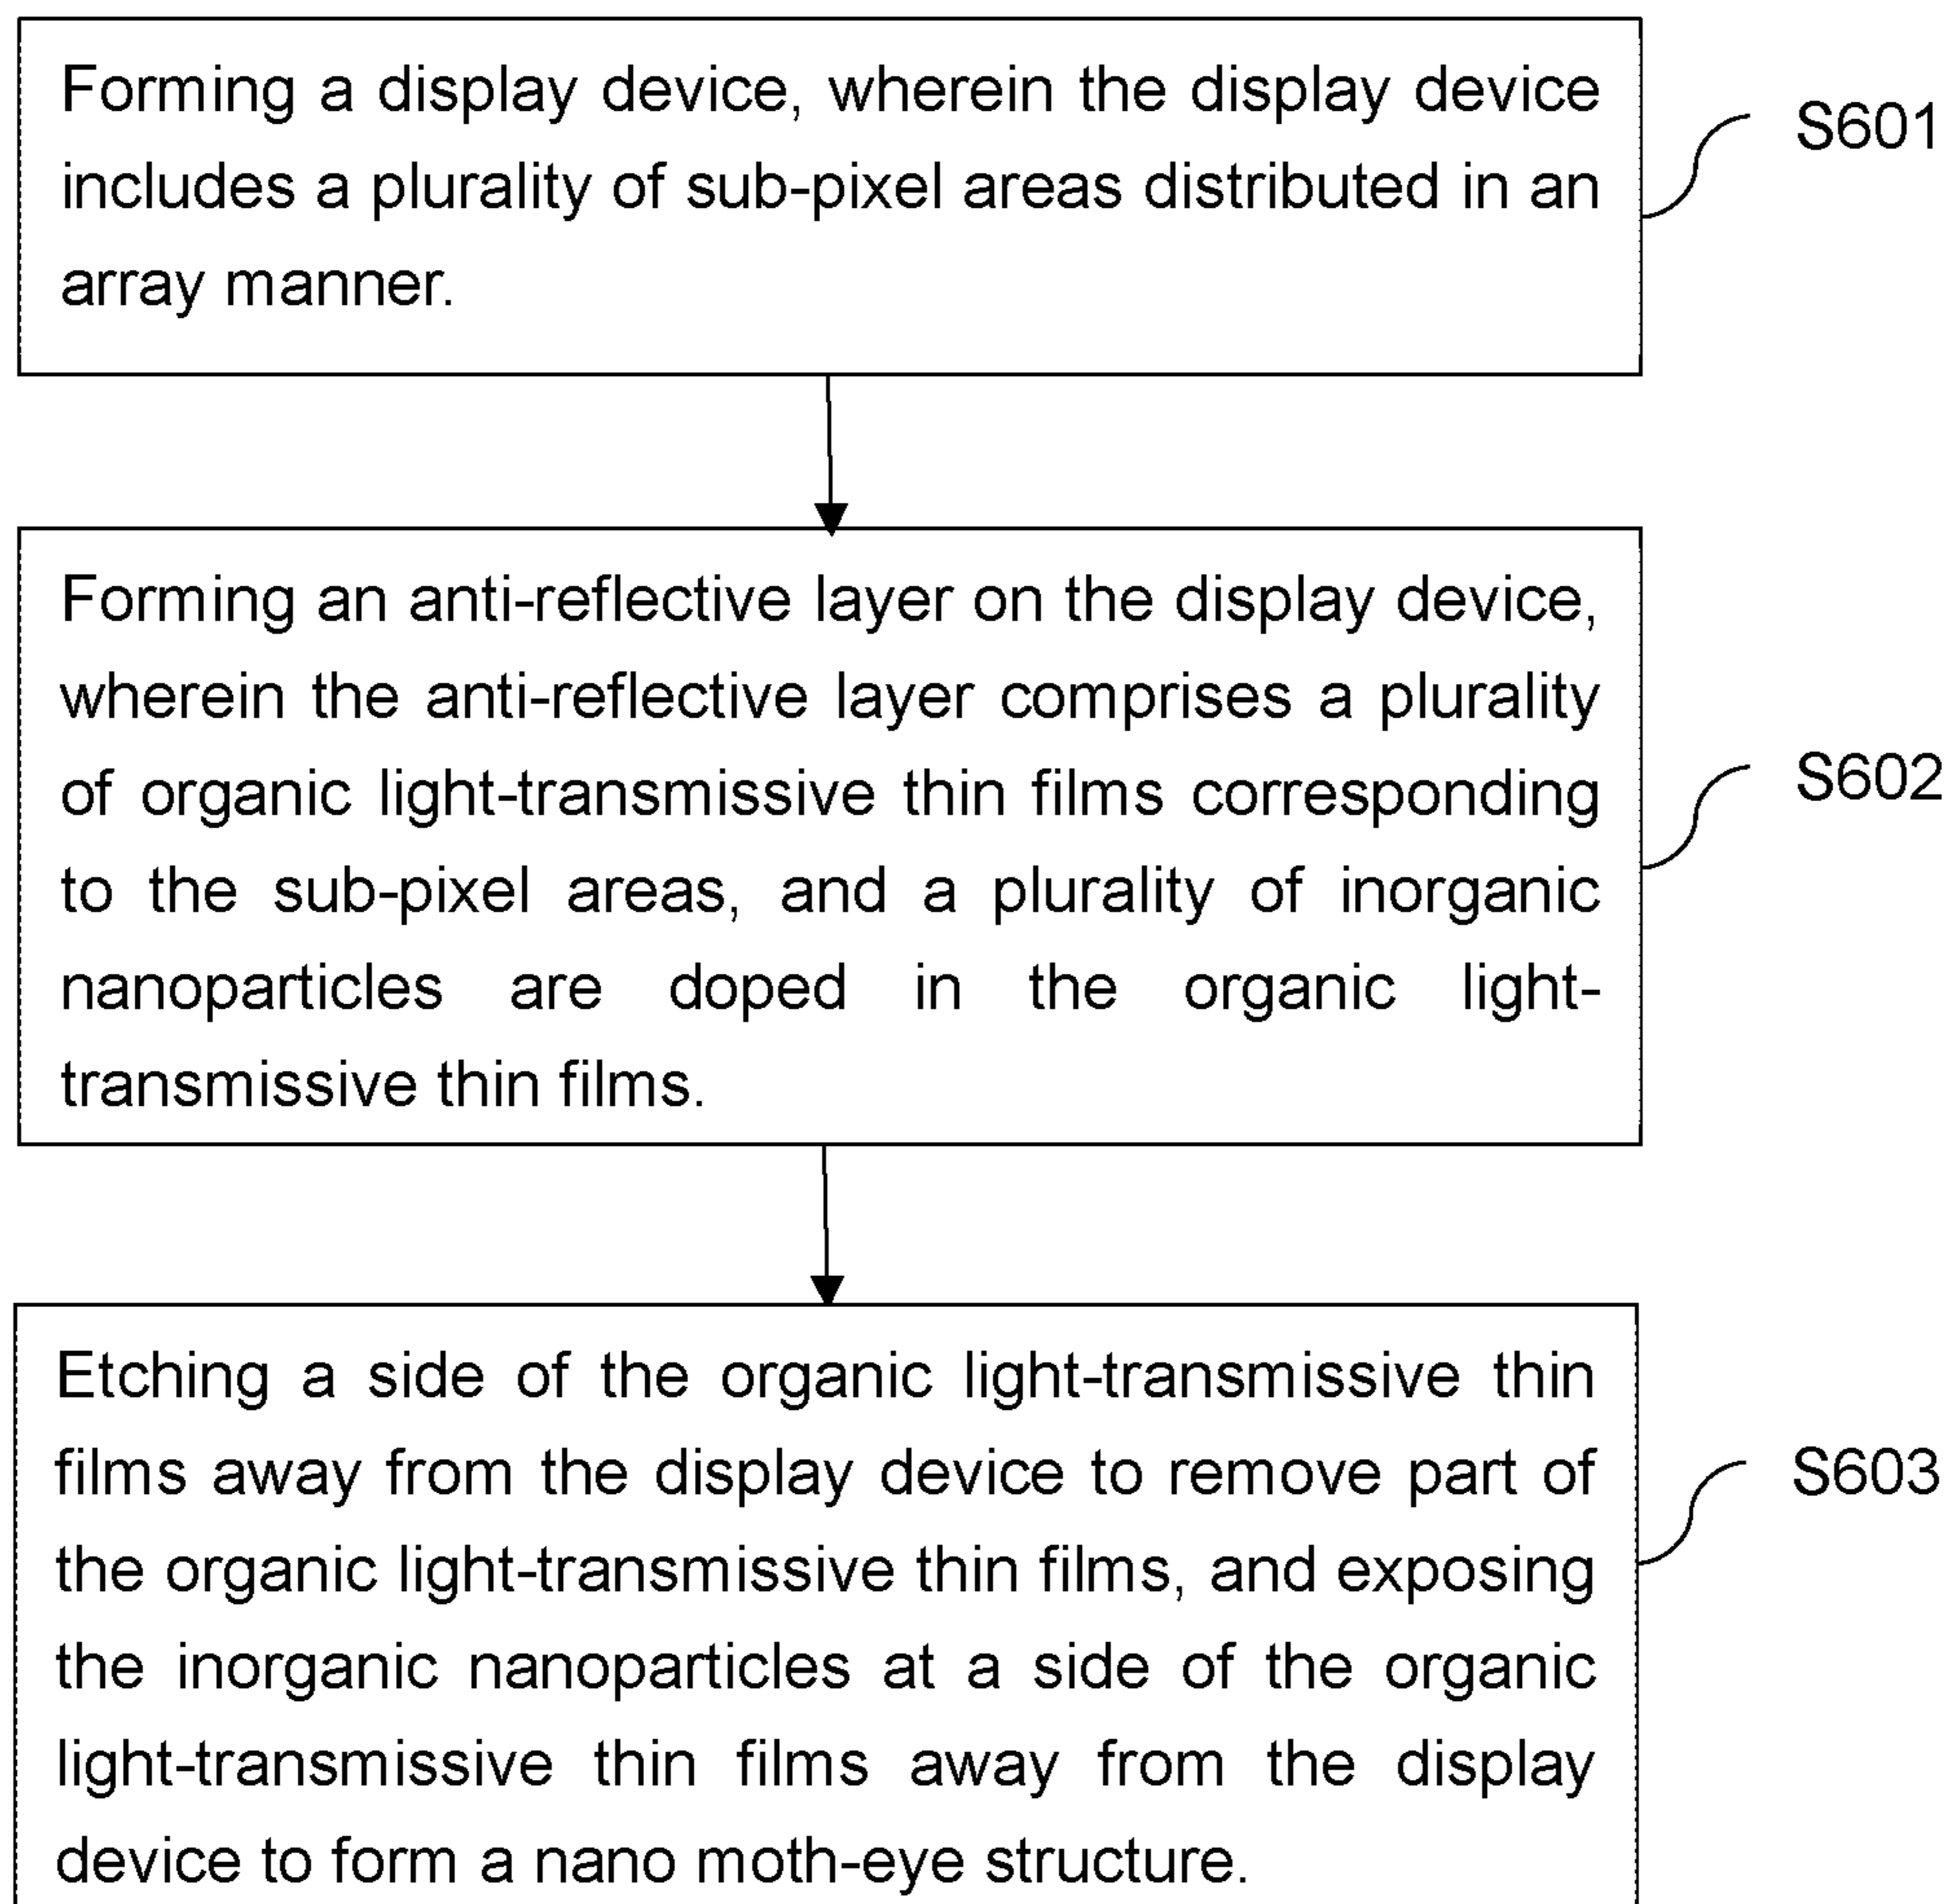 Forming a display device, wherein the display device
includes a plurality of sub-pixel areas distributed in an
array manner.
S601
Forming an anti-reflective layer on the display device,
wherein the anti-reflective layer comprises a plurality
of organic light-transmissive thin films corresponding
to the sub-pixel areas, and a plurality of inorganic
nanoparticles are doped in the organic light-
transmissive thin films.
S602
Etching a side of the organic light-transmissive thin
films away from the display device to remove part of
the organic light-transmissive thin films, and exposing
the inorganic nanoparticles at a side of the organic
light-transmissive thin films away from the display
device to form a nano moth-eye structure.
S603